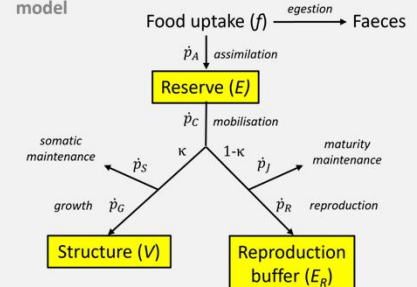 model
Food uptake (f)
egestion
Faeces
ṗA
assimilation
Reserve (E)
ṗC
mobilisation
somatic
maintenance
ṗS
κ
1-κ
ṗJ
maturity
maintenance
growth
ṗG
ṗR
reproduction
Structure (V)
Reproduction
buffer (ER)